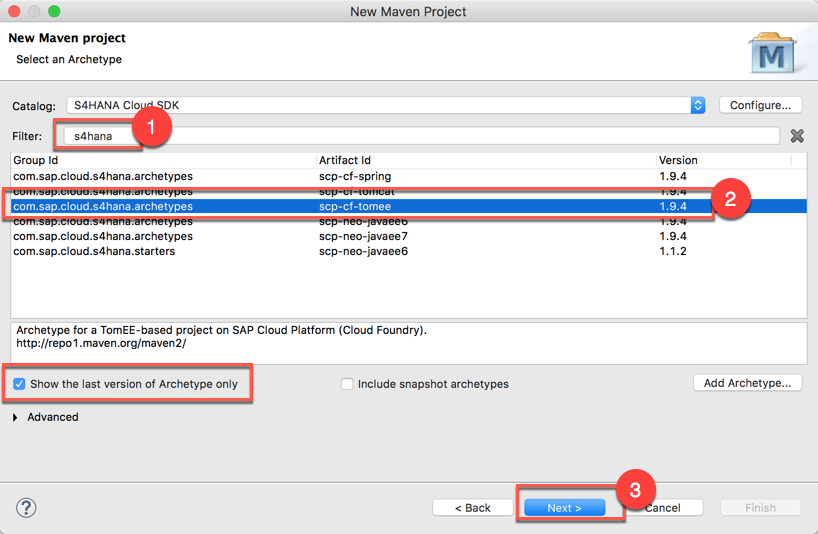 New Maven Project
New Maven project
Select an Archetype
M
Catalog: S4HANA Cloud SDK Configure...
1
Filter: s4hana
Group Id Artifact Id Version
com.sap.cloud.s4hana.archetypes scp-cf-spring 1.9.4
com.sap.cloud.s4hana.archetypes scp-cf-tomcat 1.9.4
com.sap.cloud.s4hana.archetypes scp-cf-tomee 1.9.4 2
com.sap.cloud.s4hana.archetypes scp-neo-javaee6 1.9.4
com.sap.cloud.s4hana.archetypes scp-neo-javaee7 1.9.4
com.sap.cloud.s4hana.starters scp-neo-javaee6 1.1.2
Archetype for a TomEE-based project on SAP Cloud Platform (Cloud Foundry).
http://repo1.maven.org/maven2/
Show the last version of Archetype only Include snapshot archetypes Add Archetype...
Advanced
3
? < Back Next > Cancel Finish